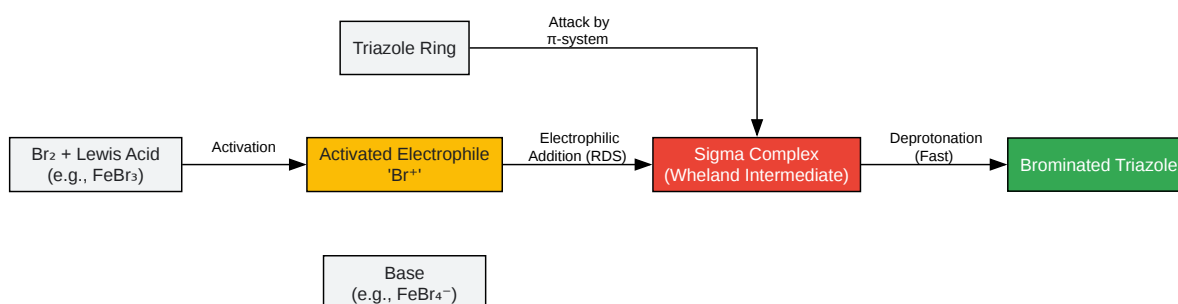 Attack by
π-system
Triazole Ring
Br₂ + Lewis Acid
(e.g., FeBr₃)
Activation
Activated Electrophile
'Br⁺'
Electrophilic
Addition (RDS)
Sigma Complex
(Wheland Intermediate)
Deprotonation
(Fast)
Brominated Triazole
Base
(e.g., FeBr₄⁻)